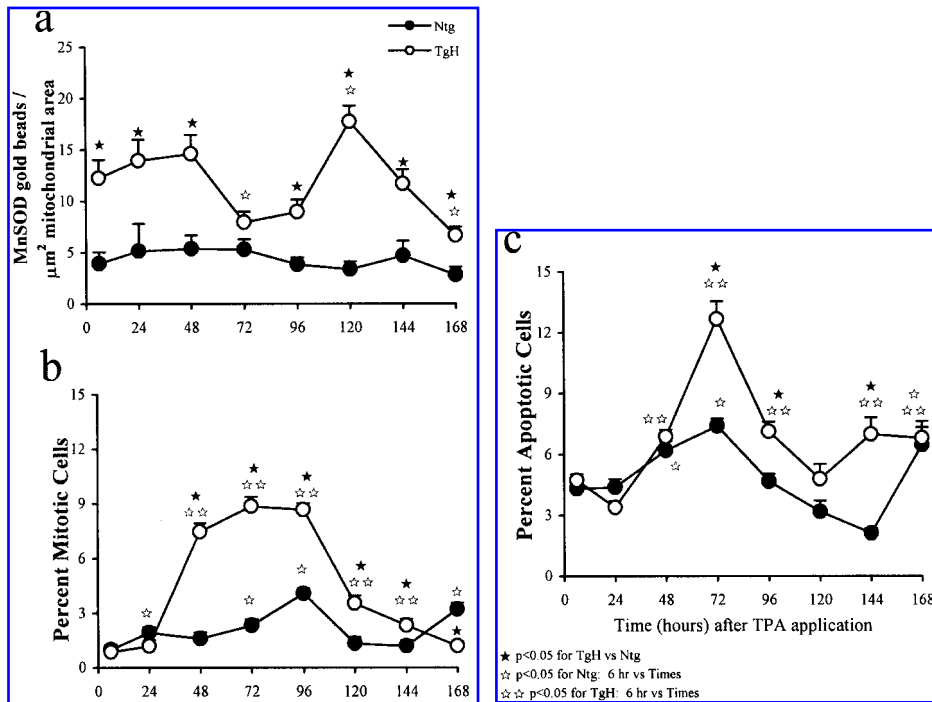 a
Ntg
TgH
MnSOD gold beads /
μm² mitochondrial area
25
20
15
10
5
0
0 24 48 72 96 120 144 168
★ ★ ★ ☆ ★ ★ ☆ ★ ★ ☆
b
Percent Mitotic Cells
15
12
9
6
3
0
0 24 48 72 96 120 144 168
c
Percent Apoptotic Cells
15
12
9
6
3
0
0 24 48 72 96 120 144 168
Time (hours) after TPA application
★ p<0.05 for TgH vs Ntg
☆ p<0.05 for Ntg: 6 hr vs Times
☆☆ p<0.05 for TgH: 6 hr vs Times